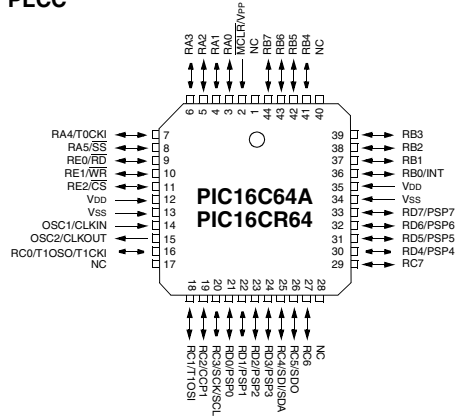 PLCC
RA3
RA2
RA1
RA0
MCLR/VPP
NC
RB7
RB6
RB5
RB4
NC
6 5 4 3 2 1 44 43 42 41 40
RA4/T0CKI 7
RA5/SS 8
RE0/RD 9
RE1/WR 10
RE2/CS 11
VDD 12
VSS 13
OSC1/CLKIN 14
OSC2/CLKOUT 15
RC0/T1OSO/T1CKI 16
NC 17
PIC16C64A
PIC16CR64
39 RB3
38 RB2
37 RB1
36 RB0/INT
35 VDD
34 VSS
33 RD7/PSP7
32 RD6/PSP6
31 RD5/PSP5
30 RD4/PSP4
29 RC7
18 19 20 21 22 23 24 25 26 27 28
RC1/T1OSI
RC2/CCP1
RC3/SCK/SCL
RD0/PSP0
RD1/PSP1
RD2/PSP2
RD3/PSP3
RC4/SDI/SDA
RC5/SDO
RC6
NC